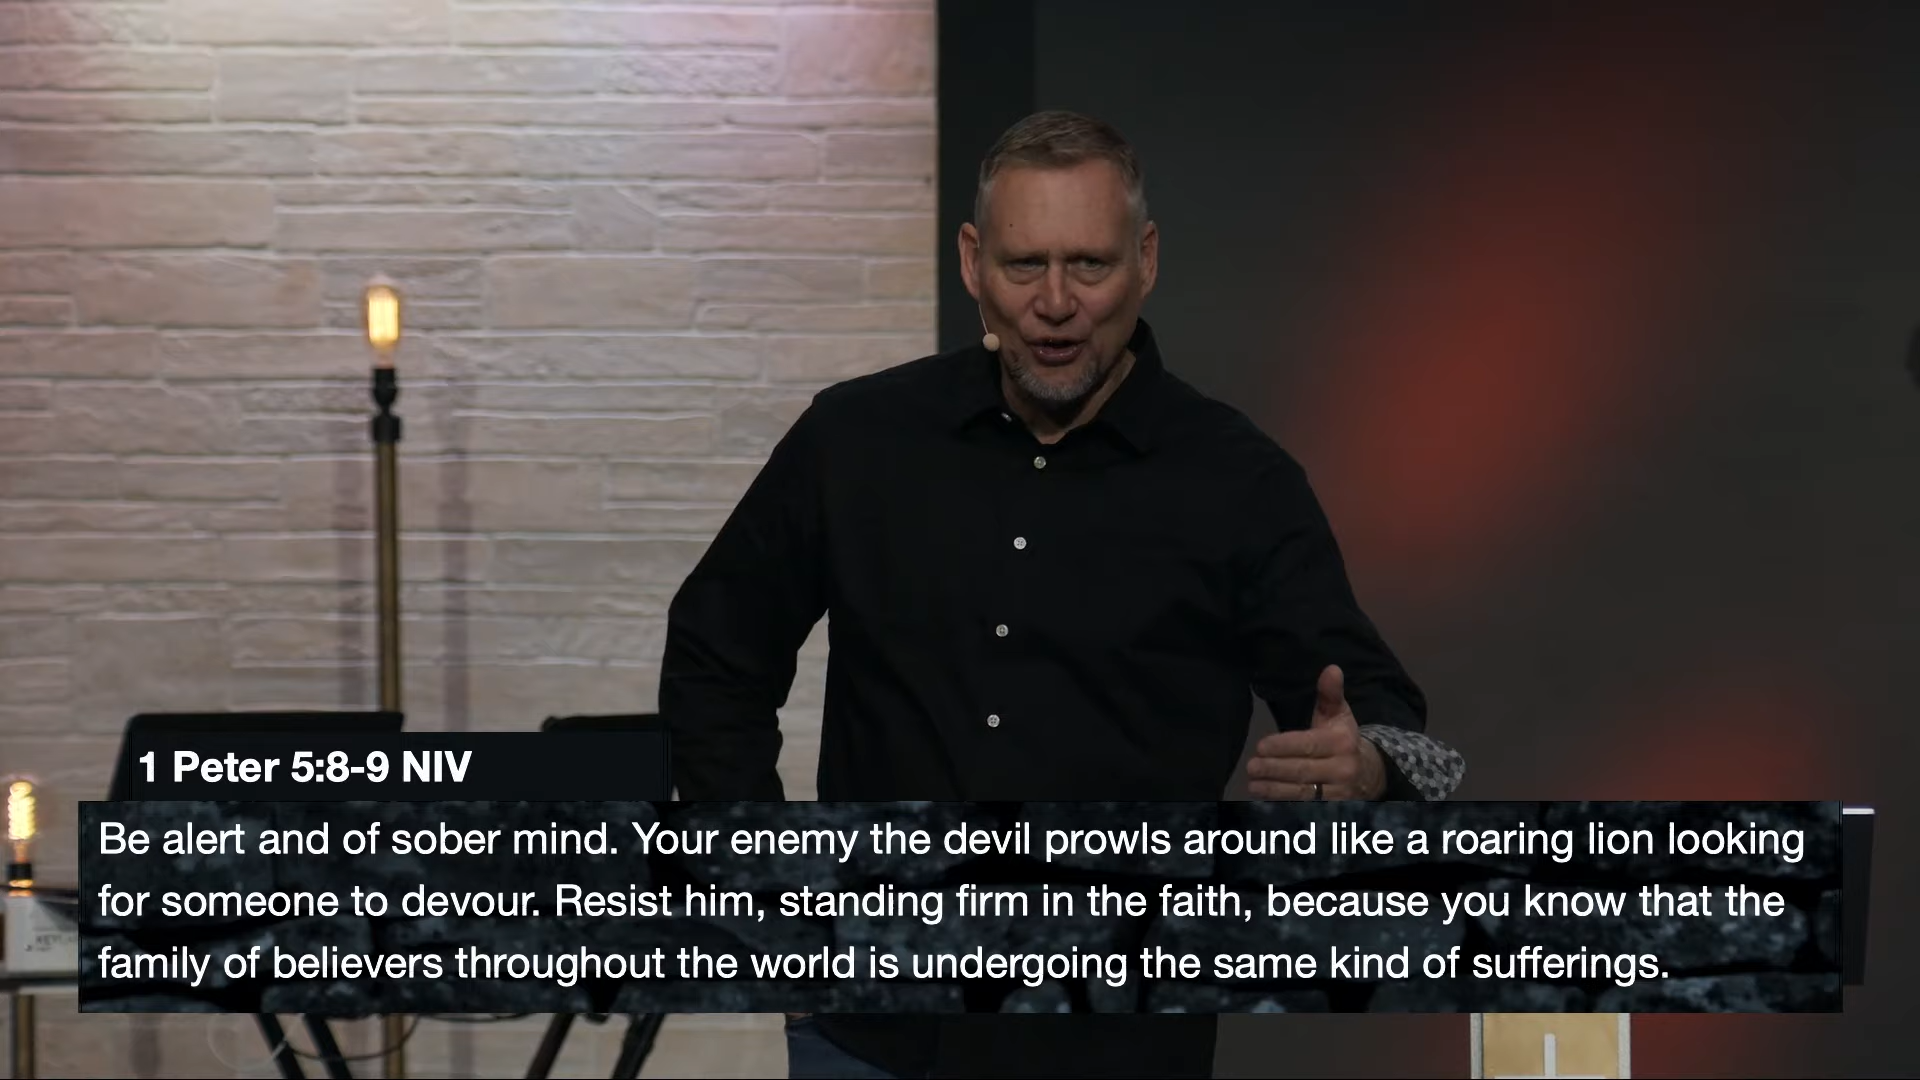 1 Peter 5:8-9 NIV
Be alert and of sober mind. Your enemy the devil prowls around like a roaring lion looking
for someone to devour. Resist him, standing firm in the faith, because you know that the
family of believers throughout the world is undergoing the same kind of sufferings.